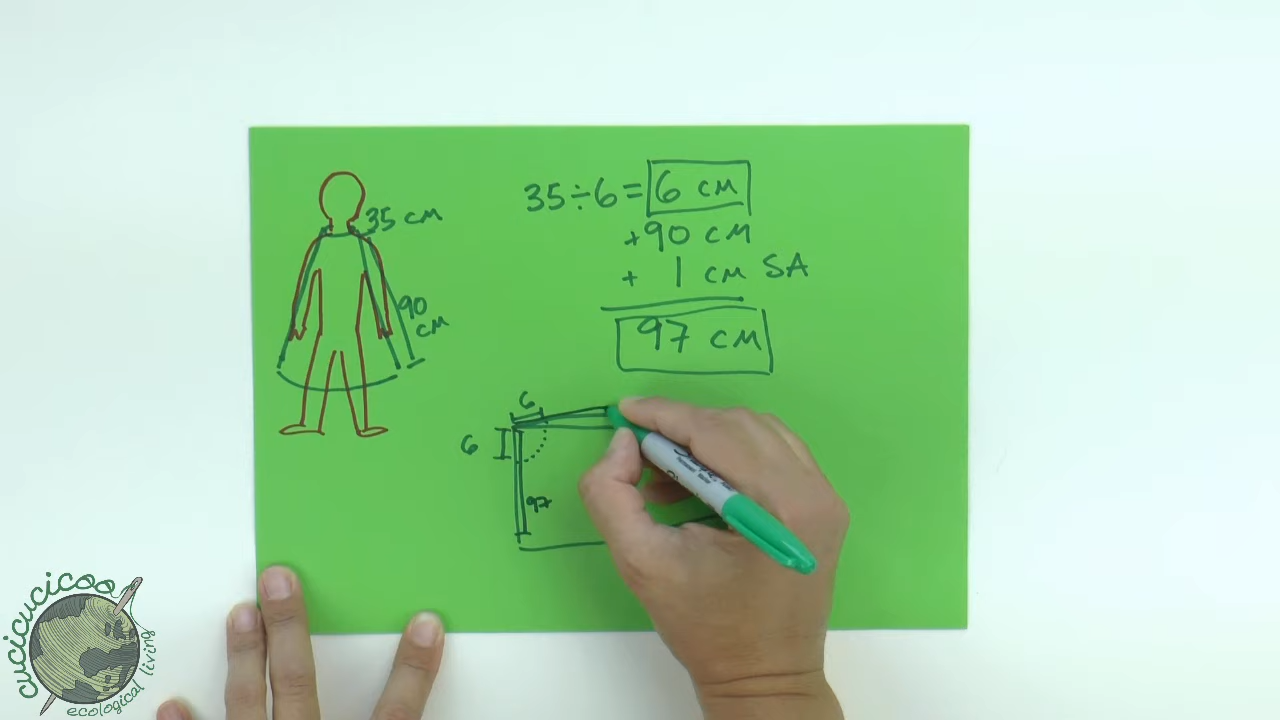 35 cm
90
cm
35÷6= 6 cm
+90 cm
+ 1 cm SA
97 cm
6
6
97
cucicucicoo
ecological living